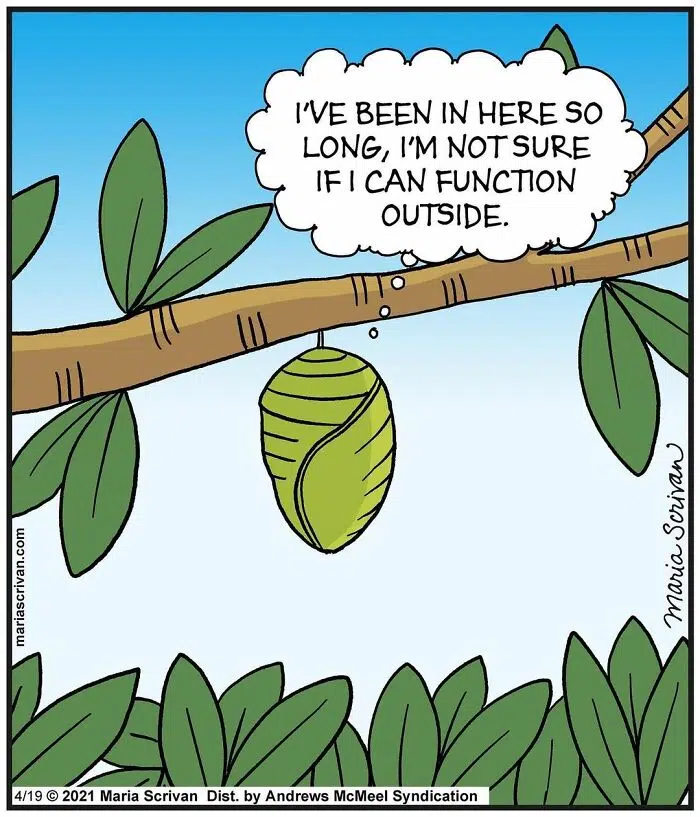 I'VE BEEN IN HERE SO
LONG, I'M NOT SURE
IF I CAN FUNCTION
OUTSIDE.
Maria Scrivan
mariascrivan.com
4/19 © 2021 Maria Scrivan Dist. by Andrews McMeel Syndication